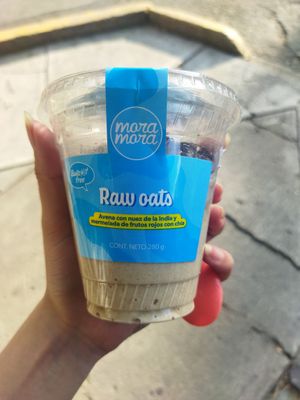 mora
mora
free
Raw oats
Avena con nuez de la india y
mermelada de frutos rojos con chía
CONT. NETO 280 g